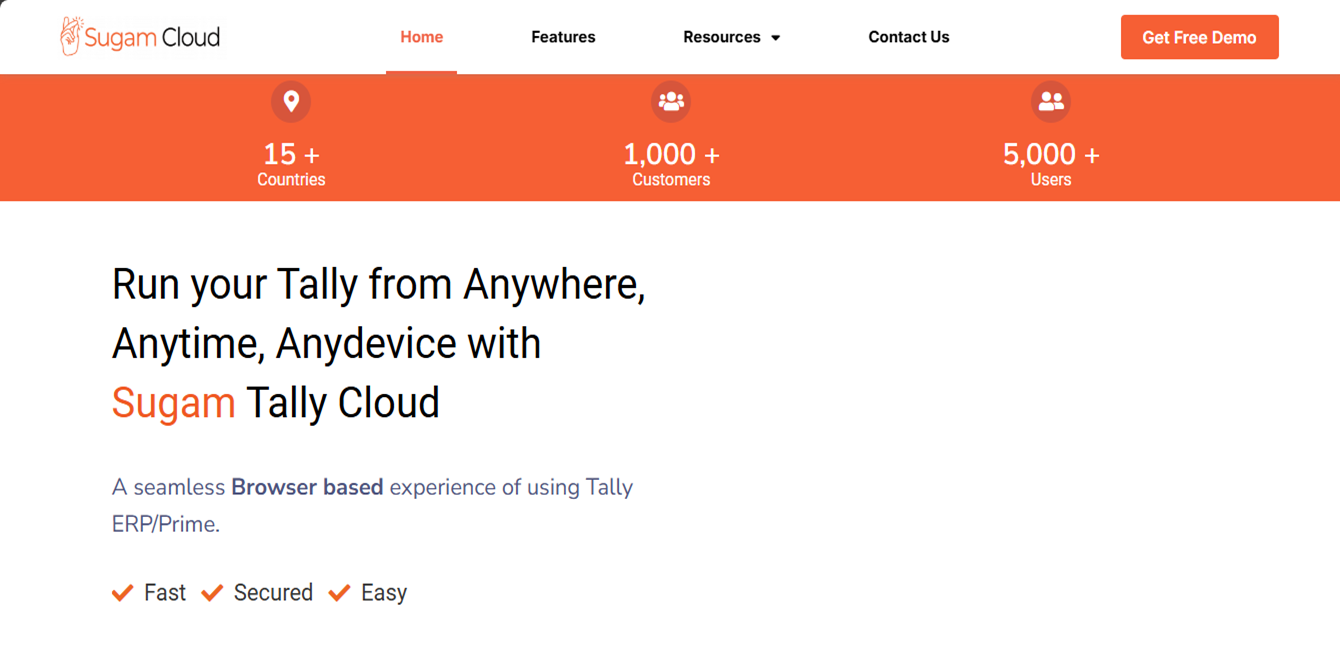 Sugam Cloud
Home
Features
Resources
Contact Us
Get Free Demo
15 +
Countries
1,000 +
Customers
5,000 +
Users
Run your Tally from Anywhere,
Anytime, Anydevice with
Sugam Tally Cloud
A seamless Browser based experience of using Tally
ERP/Prime.
Fast Secured Easy